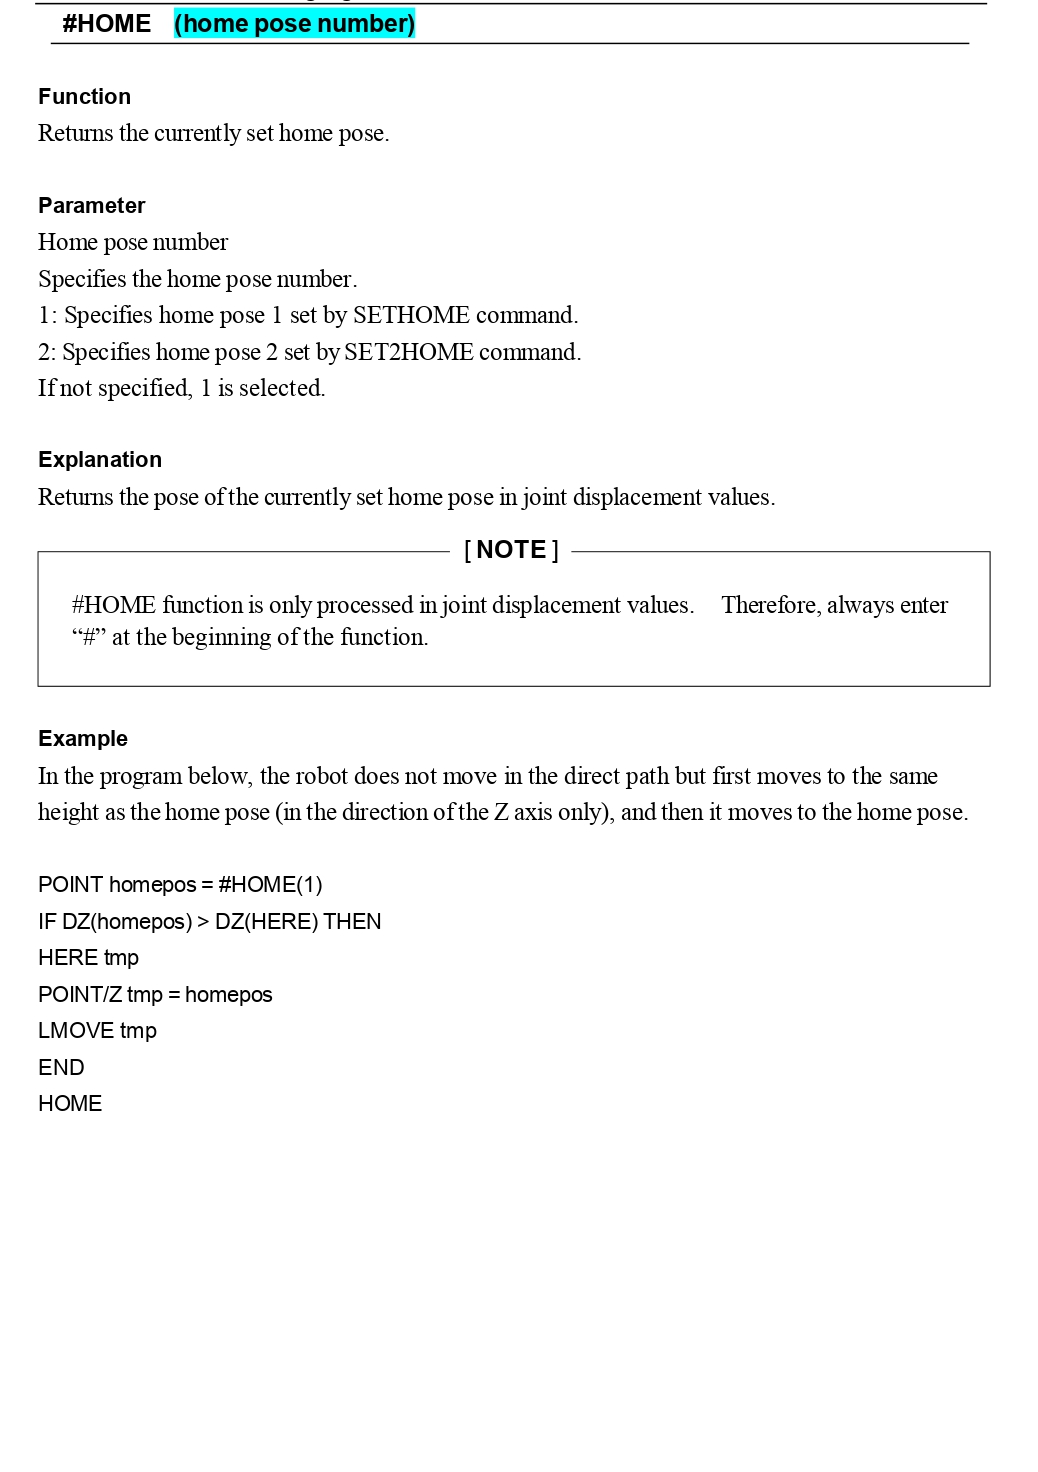 #HOME (home pose number)
Function
Returns the currently set home pose.
Parameter
Home pose number
Specifies the home pose number.
1: Specifies home pose 1 set by SETHOME command.
2: Specifies home pose 2 set by SET2HOME command.
If not specified, 1 is selected.
Explanation
Returns the pose of the currently set home pose in joint displacement values.
[ NOTE ]
#HOME function is only processed in joint displacement values. Therefore, always enter
“#” at the beginning of the function.
Example
In the program below, the robot does not move in the direct path but first moves to the same
height as the home pose (in the direction of the Z axis only), and then it moves to the home pose.
POINT homepos = #HOME(1)
IF DZ(homepos) > DZ(HERE) THEN
HERE tmp
POINT/Z tmp = homepos
LMOVE tmp
END
HOME